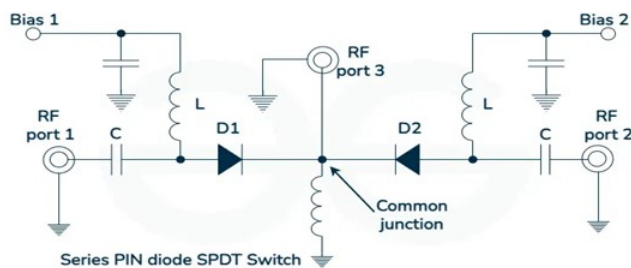 Bias 1
Bias 2
RF
port 3
L
L
RF
port 1
C
D1
D2
C
RF
port 2
Common
junction
Series PIN diode SPDT Switch